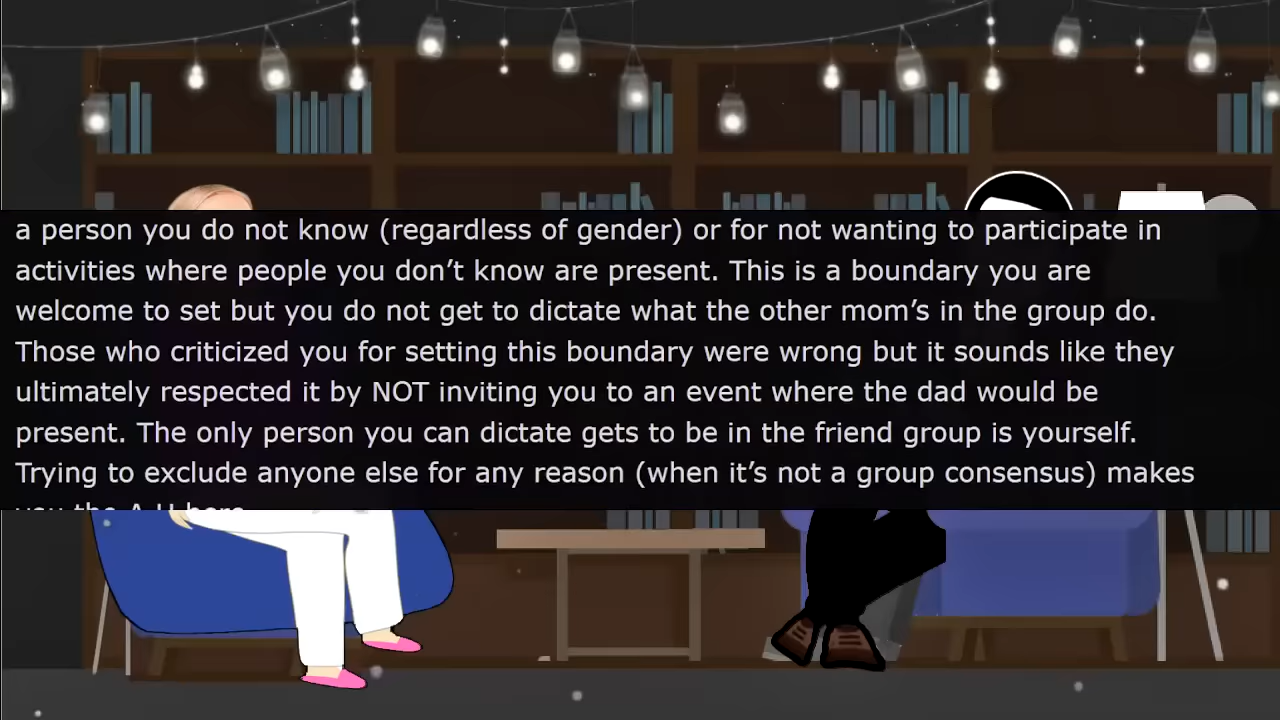 a person you do not know (regardless of gender) or for not wanting to participate in
activities where people you don’t know are present. This is a boundary you are
welcome to set but you do not get to dictate what the other mom’s in the group do.
Those who criticized you for setting this boundary were wrong but it sounds like they
ultimately respected it by NOT inviting you to an event where the dad would be
present. The only person you can dictate gets to be in the friend group is yourself.
Trying to exclude anyone else for any reason (when it’s not a group consensus) makes